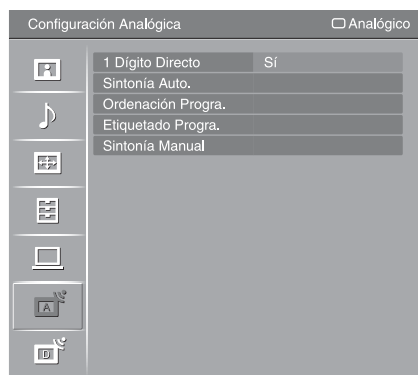 Configuración Analógica
Analógico
1 Dígito Directo Sí
Sintonía Auto.
Ordenación Progra.
Etiquetado Progra.
Sintonía Manual
A
D